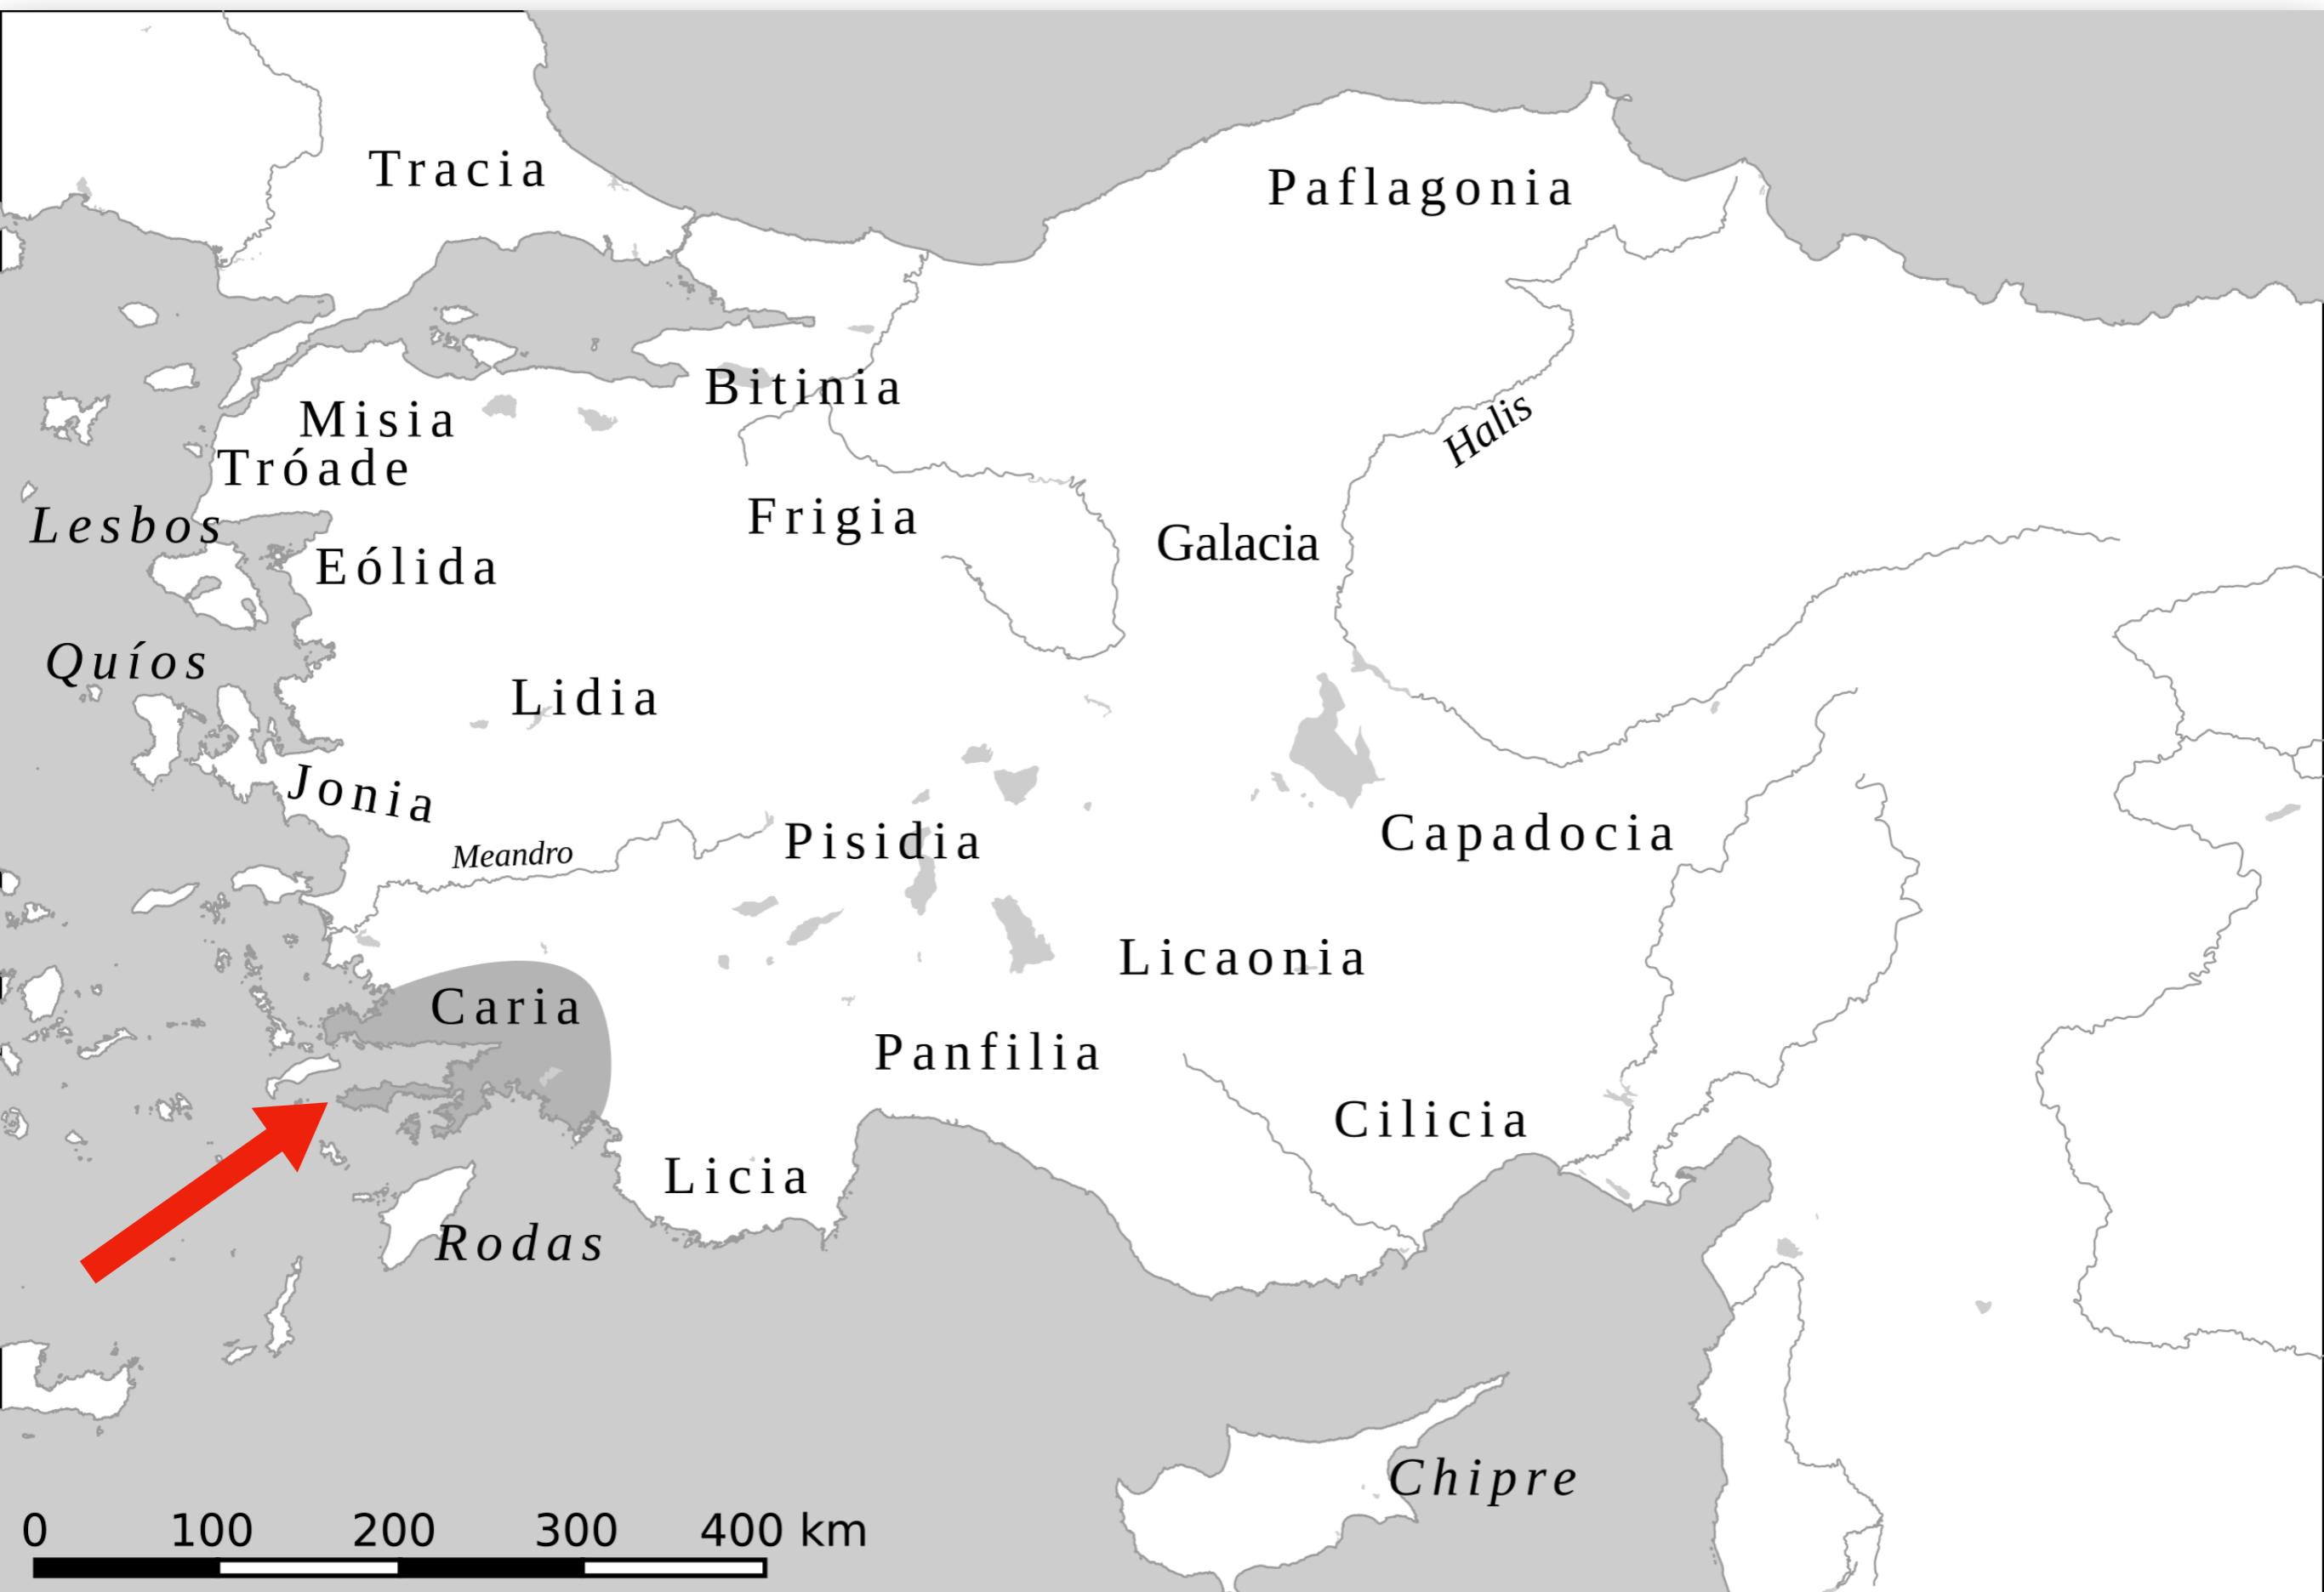 Tracia
Paflagonia
Bitinia
Misia
Halis
Tróade
Lesbos
Frigia
Galacia
Eólida
Quíos
Lidia
Jonia
Capadocia
Pisidia
Meandro
Licaonia
Caria
Panfilia
Cilicia
Licia
Rodas
Chipre
0 100 200 300 400 km